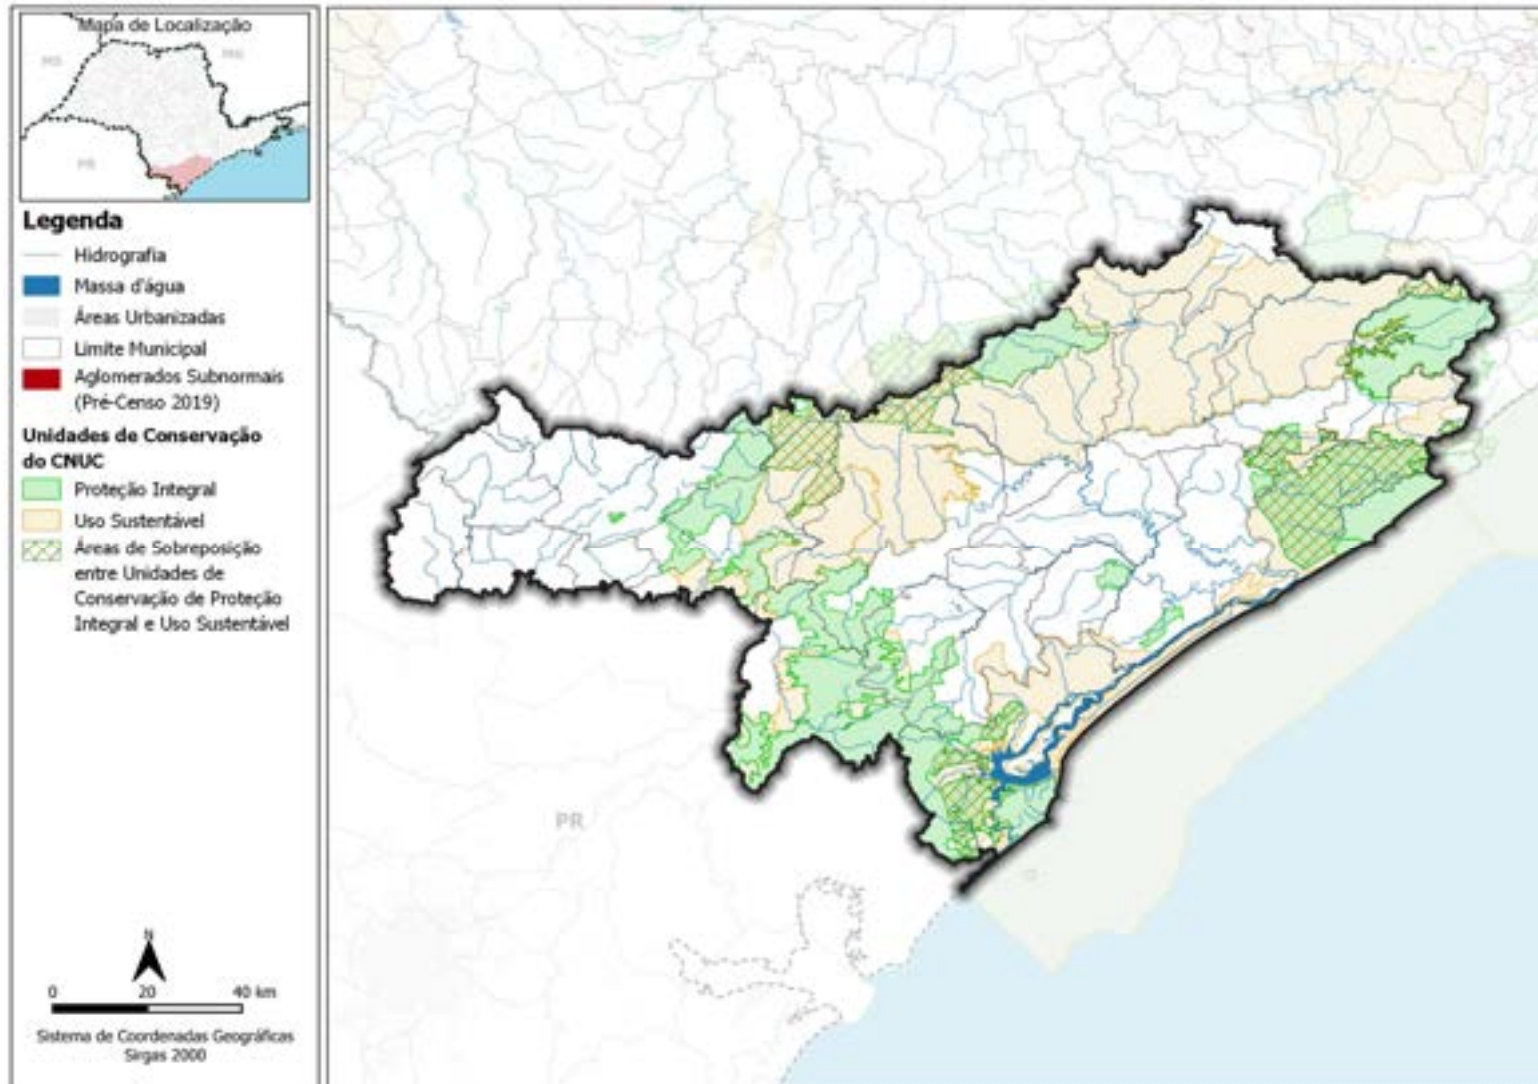 Mapa de Localização
MS
MG
PR
Legenda
Hidrografia
Massa d'água
Áreas Urbanizadas
Limite Municipal
Aglomerados Subnormais
(Pré-Censo 2019)
Unidades de Conservação
do CNUC
Proteção Integral
Uso Sustentável
Áreas de Sobreposição
entre Unidades de
Conservação de Proteção
Integral e Uso Sustentável
N
0 20 40 km
Sistema de Coordenadas Geográficas
Sirgas 2000
PR